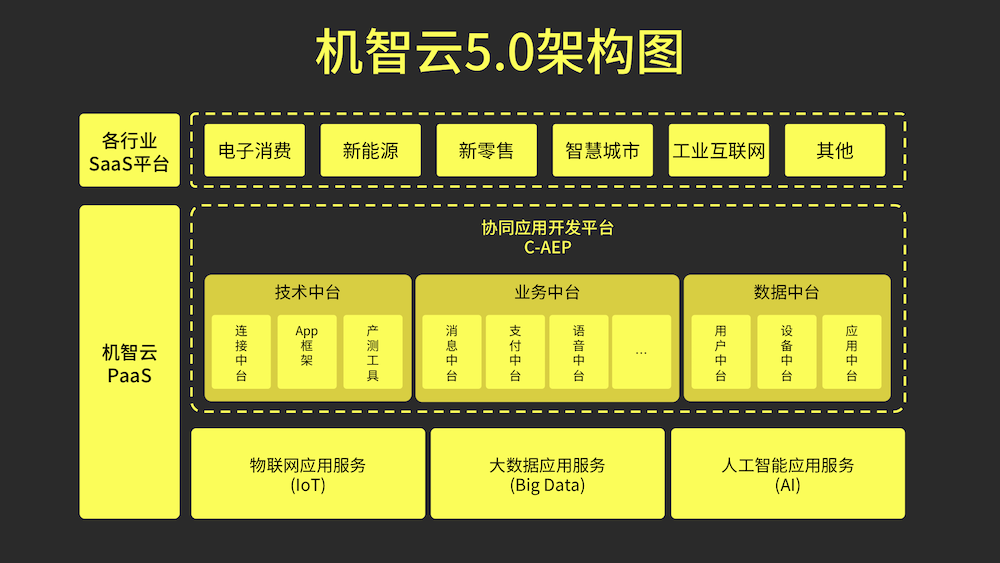 机智云5.0架构图
各行业
SaaS平台
电子消费
新能源
新零售
智慧城市
工业互联网
其他
机智云
PaaS
协同应用开发平台
C-AEP
技术中台
连接中台
App框架
产测工具
业务中台
消息中台
支付中台
语音中台
...
数据中台
用户中台
设备中台
应用中台
物联网应用服务
(IoT)
大数据应用服务
(Big Data)
人工智能应用服务
(AI)